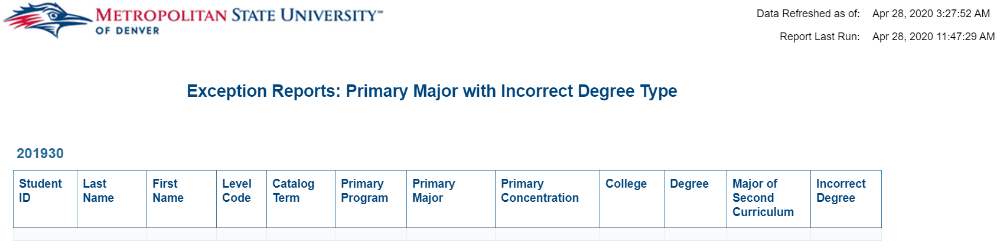 METROPOLITAN STATE UNIVERSITY™
OF DENVER
Data Refreshed as of: Apr 28, 2020 3:27:52 AM
Report Last Run: Apr 28, 2020 11:47:29 AM
Exception Reports: Primary Major with Incorrect Degree Type
201930
Student ID
Last Name
First Name
Level Code
Catalog Term
Primary Program
Primary Major
Primary Concentration
College
Degree
Major of Second Curriculum
Incorrect Degree